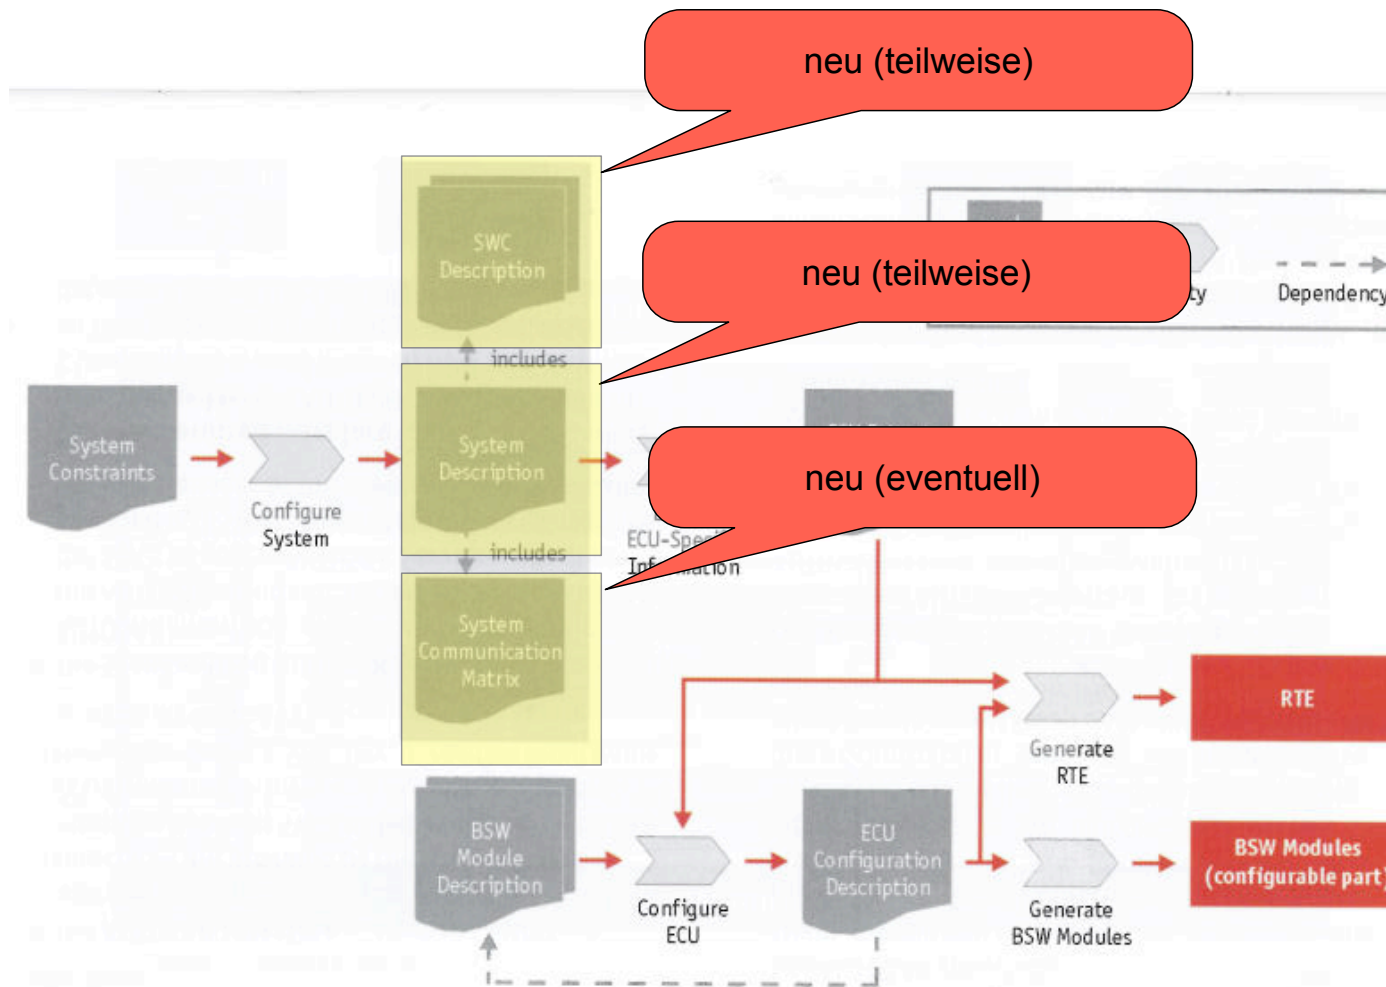 neu (teilweise)
SWC
Description
neu (teilweise)
Dependency
includes
System
Constraints
Configure
System
System
Description
neu (eventuell)
Information
includes
System
Communication
Matrix
RTE
Generate
RTE
BSW
Module
Description
Configure
ECU
ECU
Configuration
Description
Generate
BSW Modules
BSW Modules
(configurable part)